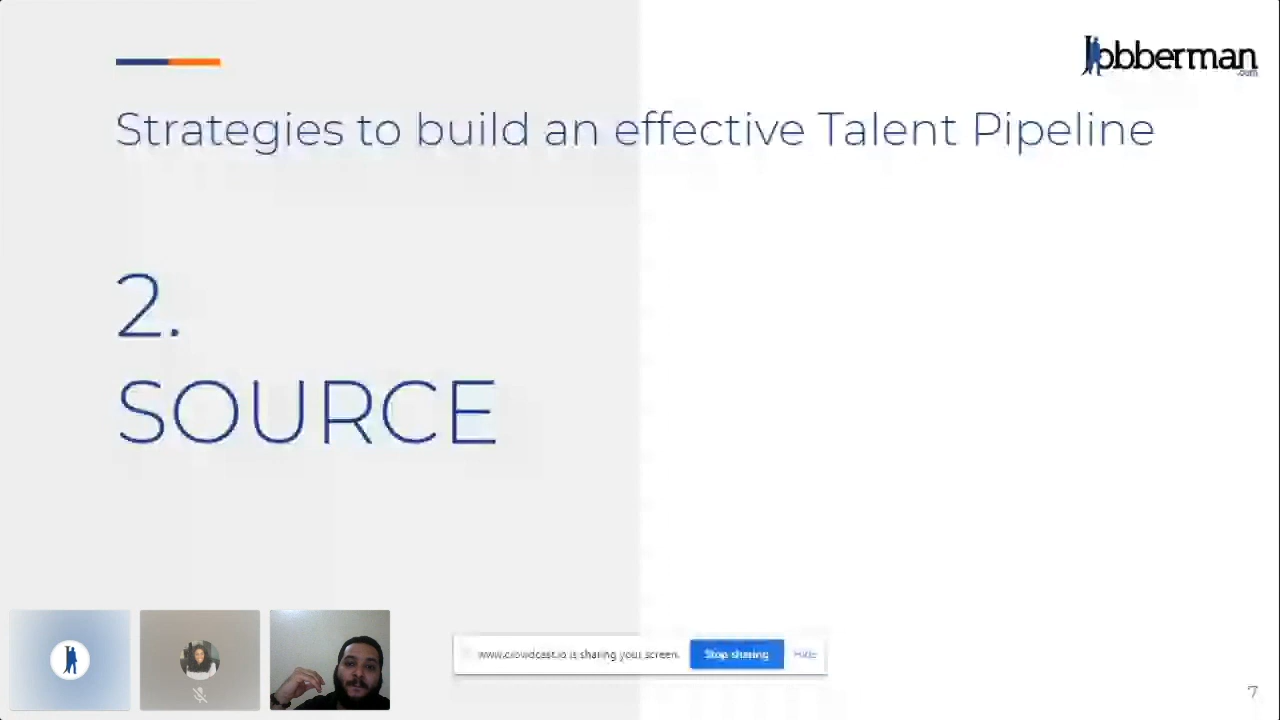 Jobberman
.com
Strategies to build an effective Talent Pipeline
2.
SOURCE
www.crowdcast.io is sharing your screen.
Stop sharing
Hide
7